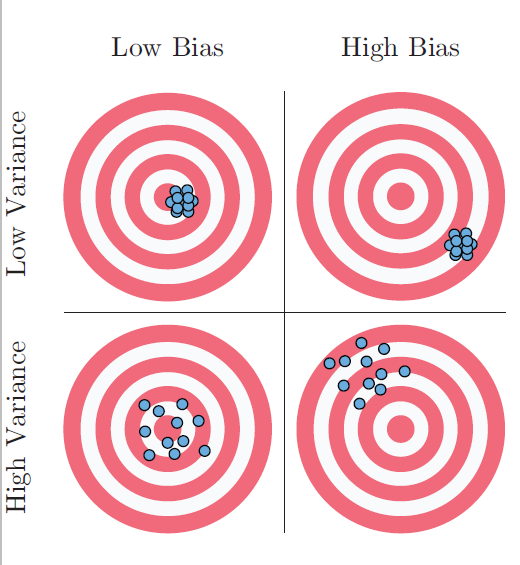 Low Bias
High Bias
Low Variance
High Variance